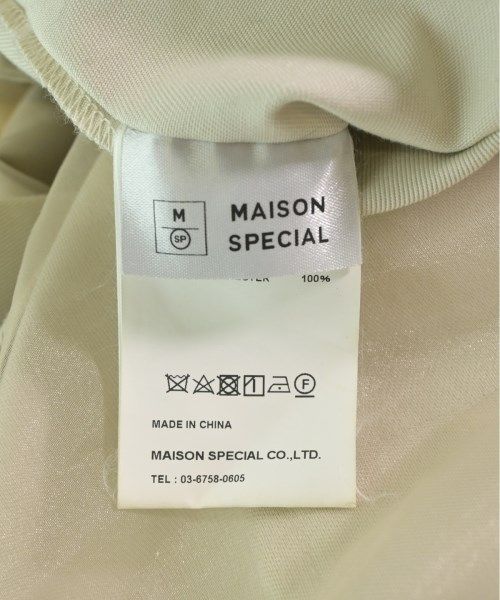 M
SP
MAISON
SPECIAL
100%
MADE IN CHINA
MAISON SPECIAL CO.,LTD.
TEL : 03-6758-0605